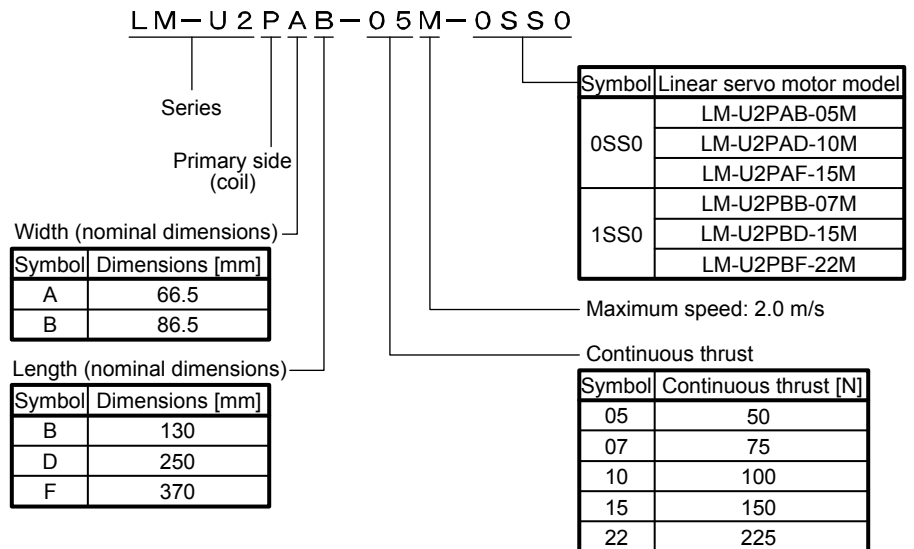 LM-U2PAB-05M-0SS0
Series
Primary side
(coil)
Width (nominal dimensions)
Symbol Dimensions [mm]
A 66.5
B 86.5
Length (nominal dimensions)
Symbol Dimensions [mm]
B 130
D 250
F 370
Symbol Linear servo motor model
0SS0
LM-U2PAB-05M
LM-U2PAD-10M
LM-U2PAF-15M
1SS0
LM-U2PBB-07M
LM-U2PBD-15M
LM-U2PBF-22M
Maximum speed: 2.0 m/s
Continuous thrust
Symbol Continuous thrust [N]
05 50
07 75
10 100
15 150
22 225